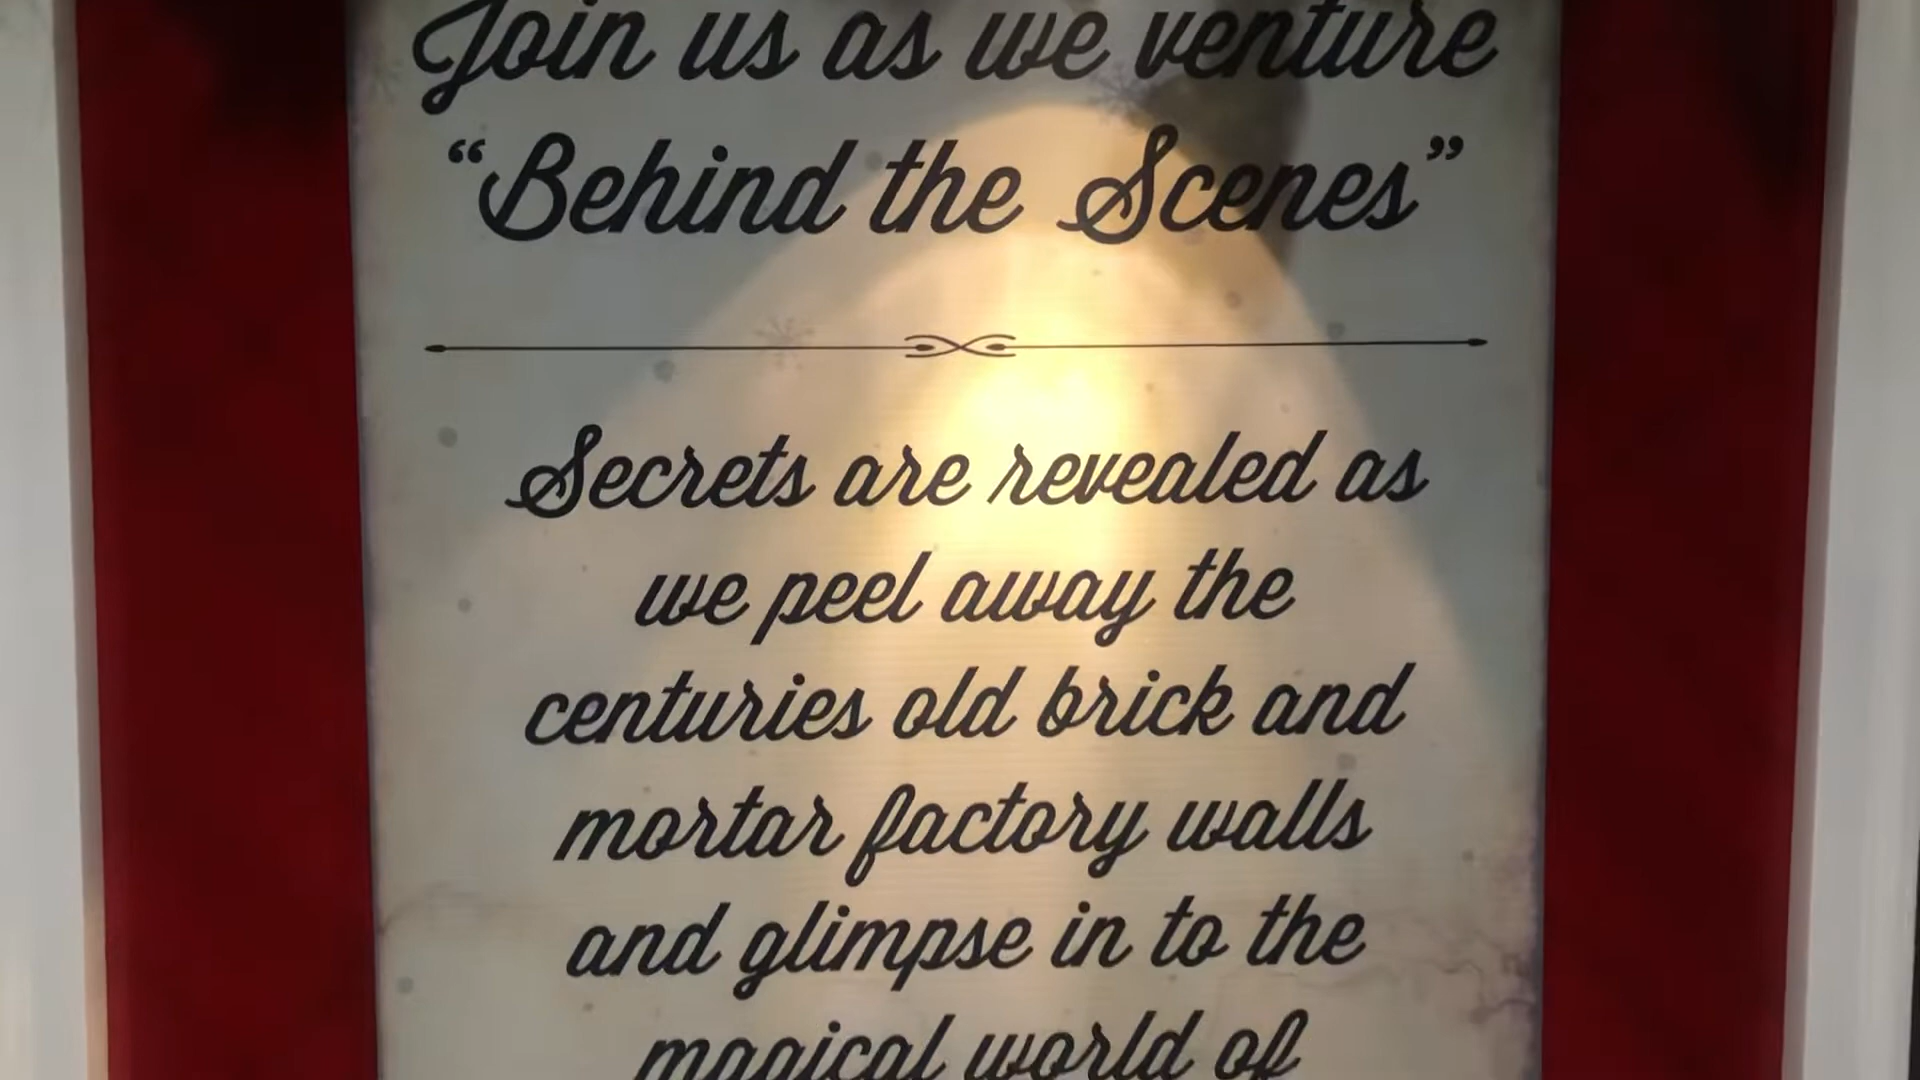 Join us as we venture
“Behind the Scenes”
Secrets are revealed as
we peel away the
centuries old brick and
mortar factory walls
and glimpse in to the
magical world of